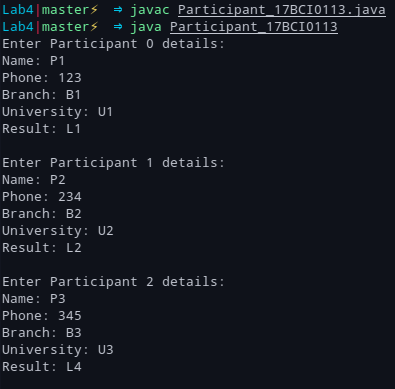 Lab4|master⚡ ⇒ javac Participant_17BCI0113.java
Lab4|master⚡ ⇒ java Participant_17BCI0113
Enter Participant 0 details:
Name: P1
Phone: 123
Branch: B1
University: U1
Result: L1
Enter Participant 1 details:
Name: P2
Phone: 234
Branch: B2
University: U2
Result: L2
Enter Participant 2 details:
Name: P3
Phone: 345
Branch: B3
University: U3
Result: L4